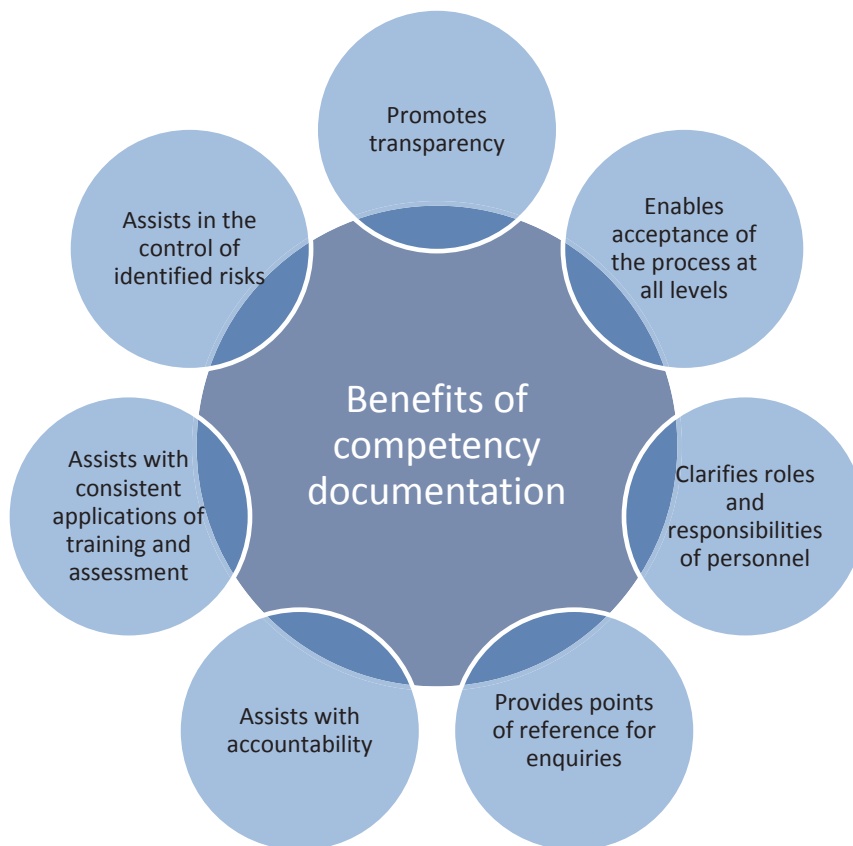 Promotes
transparency
Enables
acceptance of
the process at
all levels
Clarifies roles
and
responsibilities
of personnel
Provides points
of reference for
enquiries
Assists with
accountability
Assists with
consistent
applications of
training and
assessment
Assists in the
control of
identified risks
Benefits of
competency
documentation